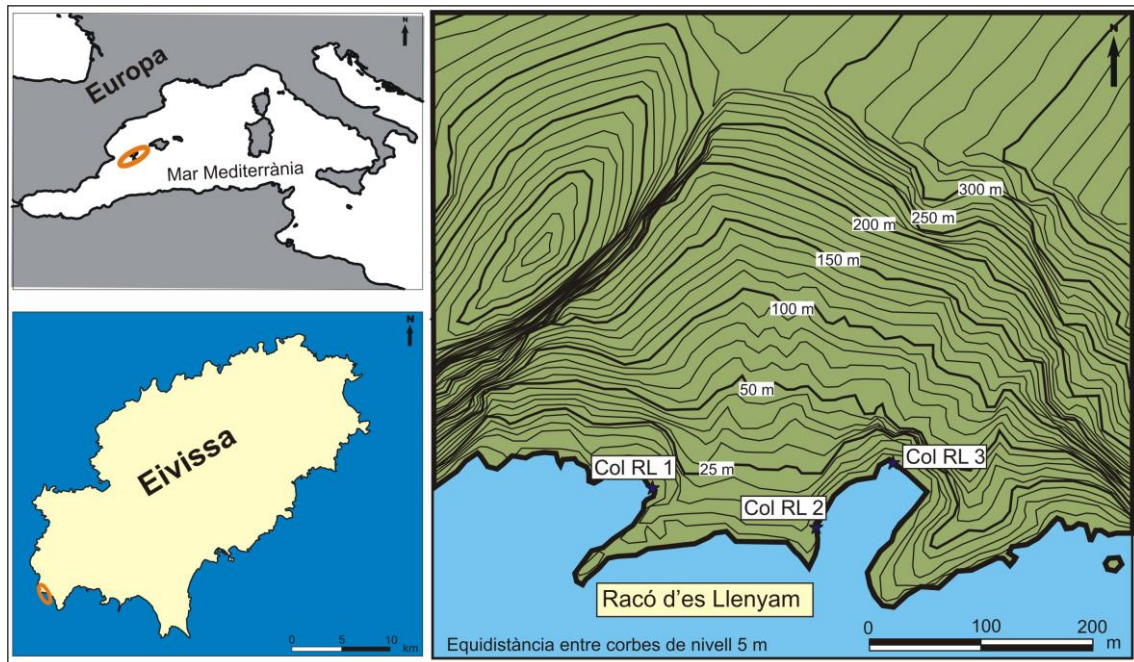 N
Europa
Mar Mediterrània
N
Eivissa
0 5 10
km
N
300 m
250 m
200 m
150 m
100 m
50 m
25 m
Col RL 1
Col RL 3
Col RL 2
Racó d'es Llenyam
Equidistància entre corbes de nivell 5 m
0 100 200
m